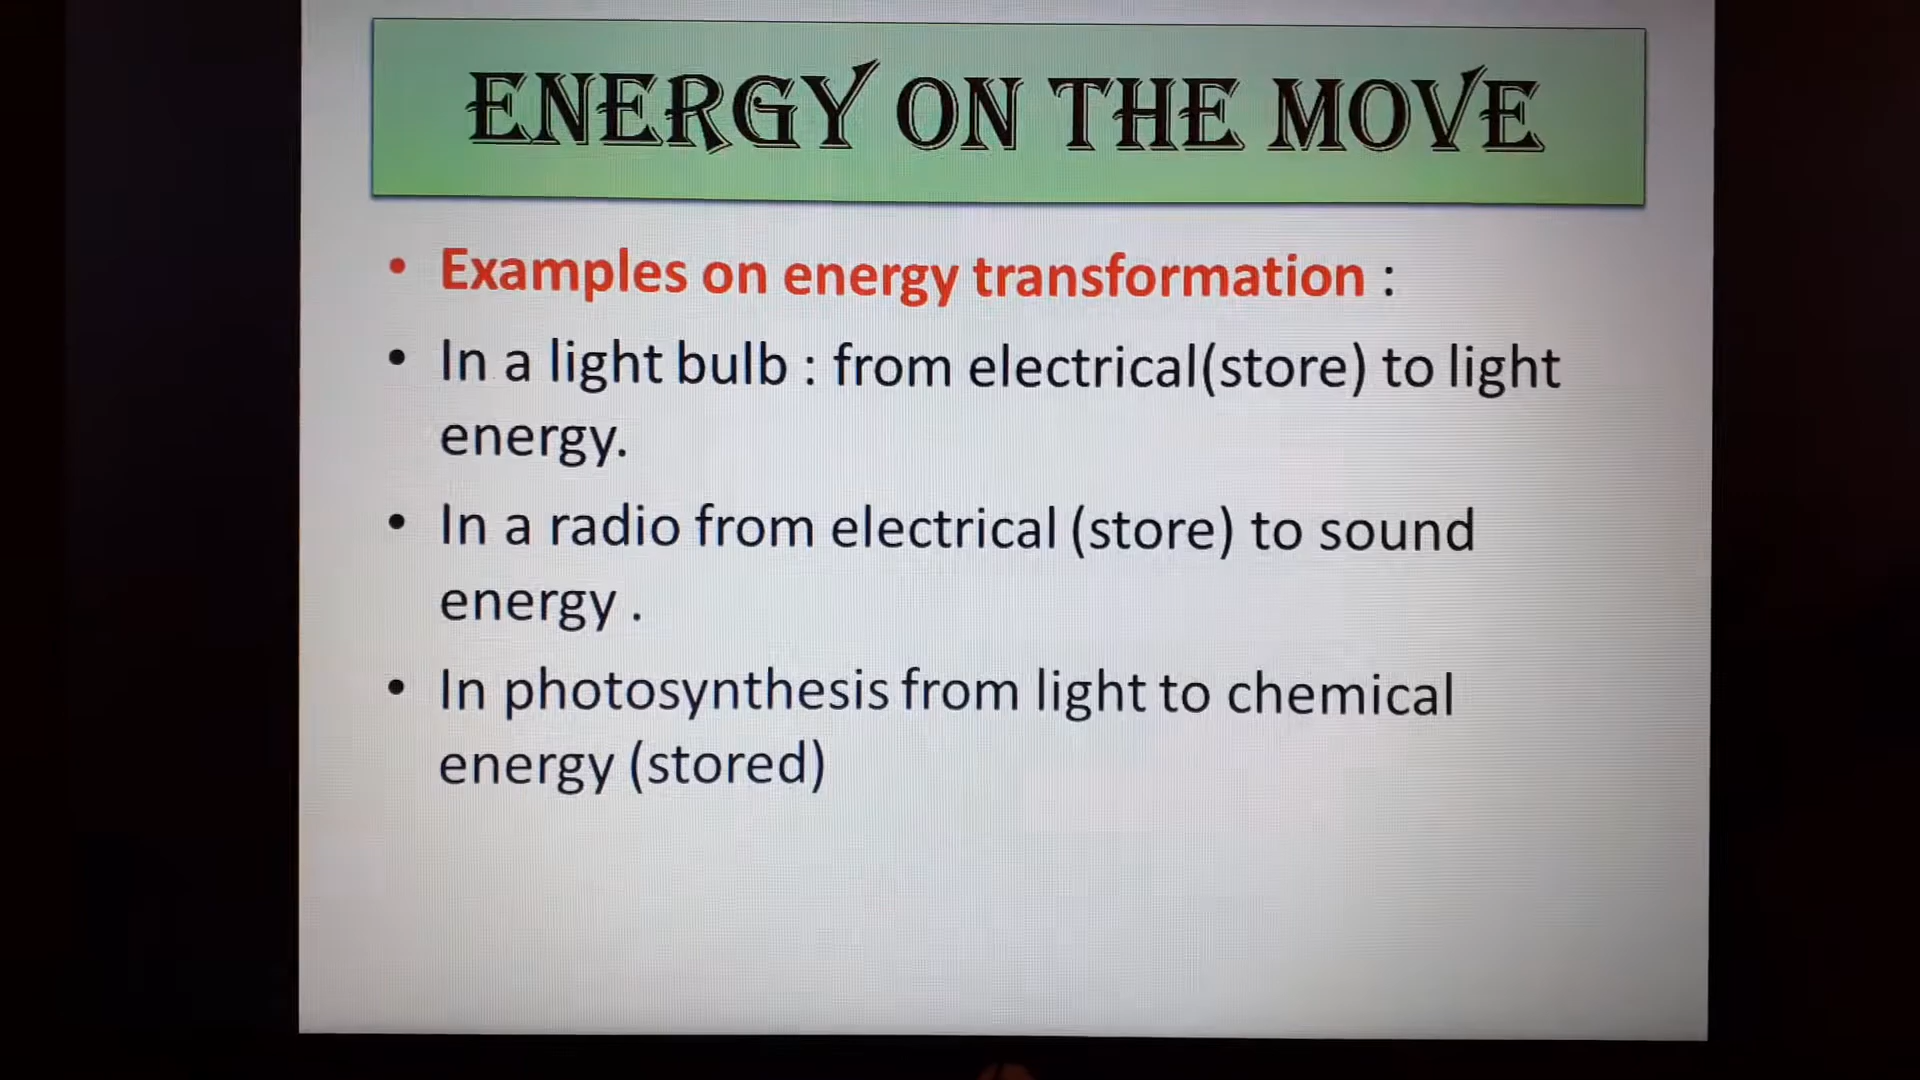 ENERGY ON THE MOVE
• Examples on energy transformation :
• In a light bulb : from electrical(store) to light
energy.
• In a radio from electrical (store) to sound
energy .
• In photosynthesis from light to chemical
energy (stored)